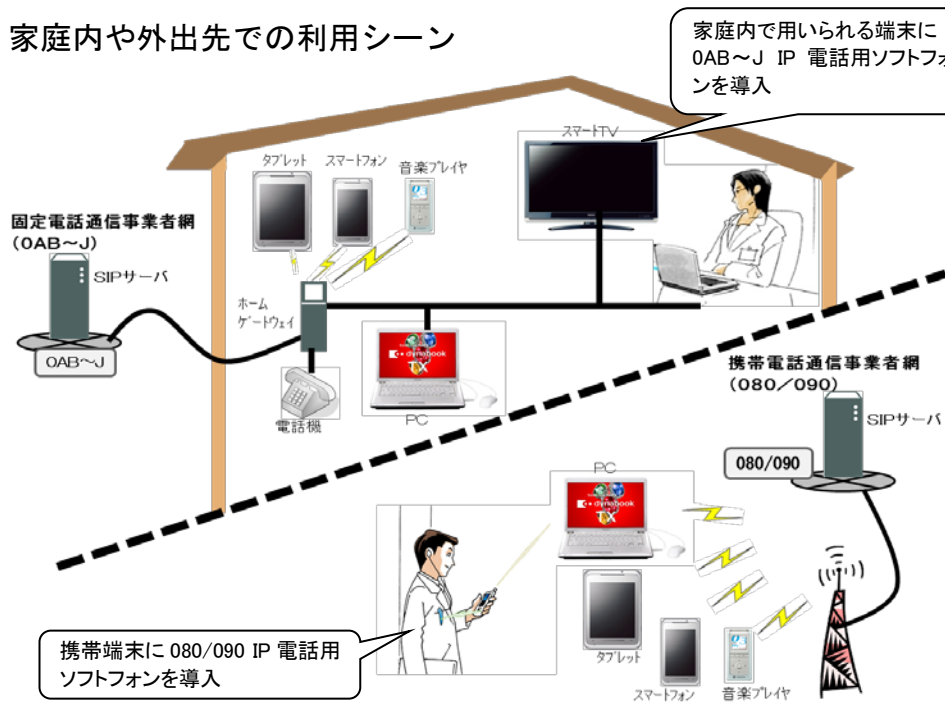 家庭内や外出先での利用シーン
家庭内で用いられる端末に
0AB～J IP 電話用ソフトフォ
ンを導入
スマートTV
タブレット
スマートフォン
音楽プレイヤ
固定電話通信事業者網
(0AB～J)
SIPサーバ
ホーム
ゲートウェイ
0AB～J
dynabook
TX
電話機
PC
携帯電話通信事業者網
(080/090)
SIPサーバ
080/090
PC
dynabook
TX
携帯端末に 080/090 IP 電話用
ソフトフォンを導入
タブレット
スマートフォン
音楽プレイヤ